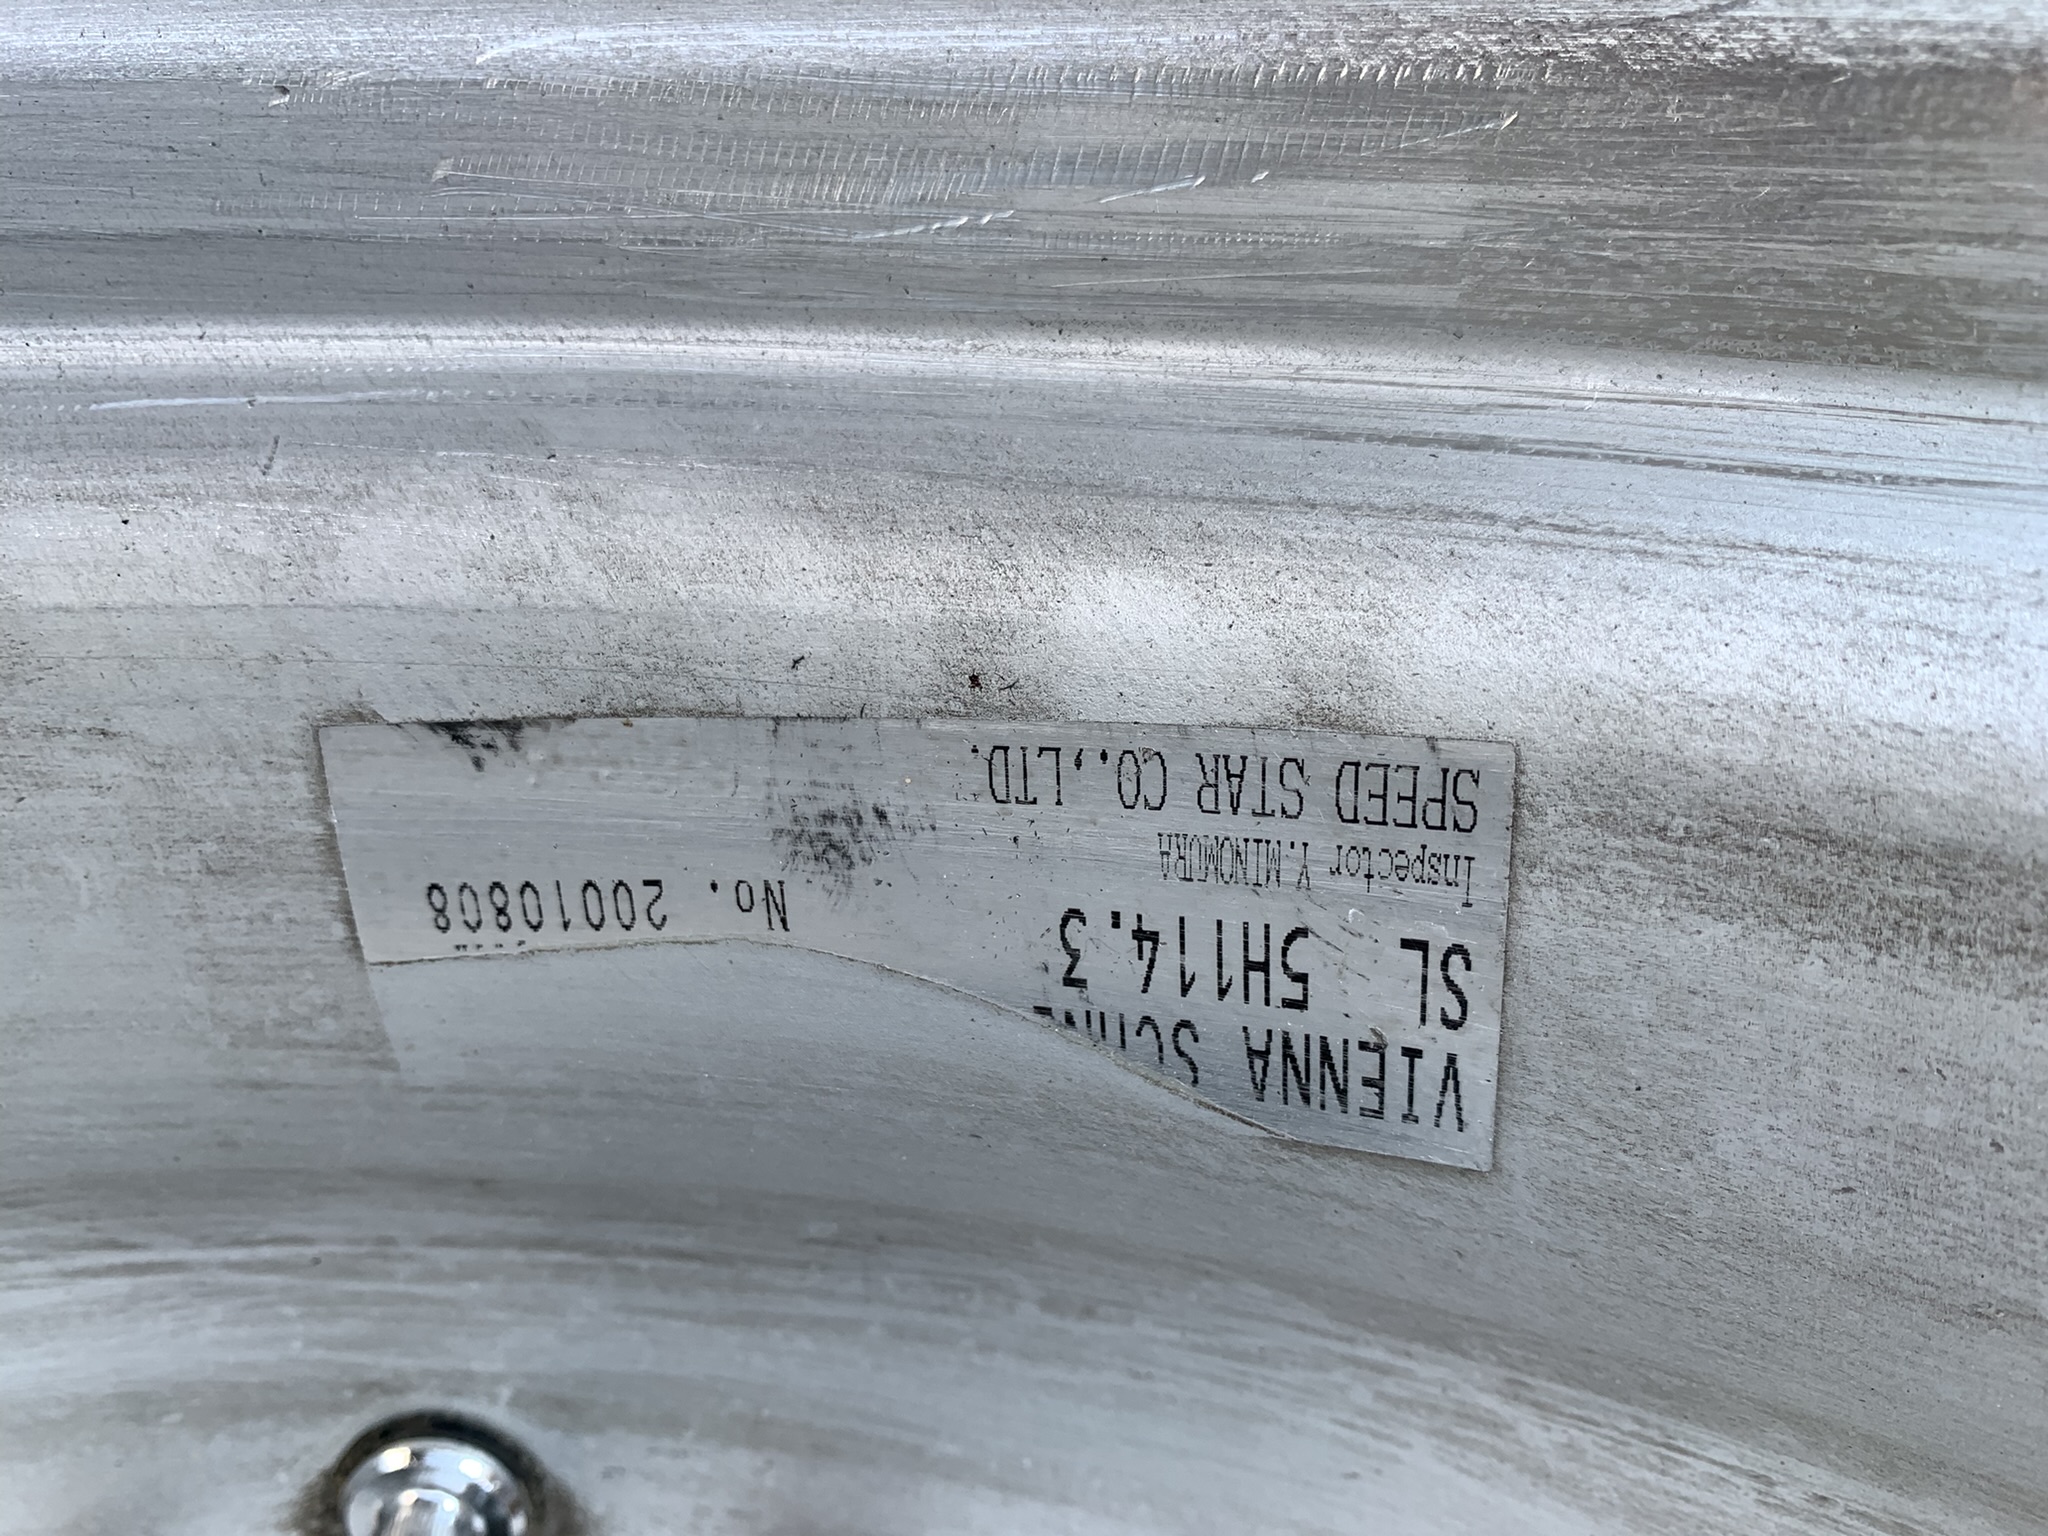 VIENNA
SL 5H114.3
Inspector Y.MINOMURA
SPEED STAR CO.,LTD.
No. 20010808